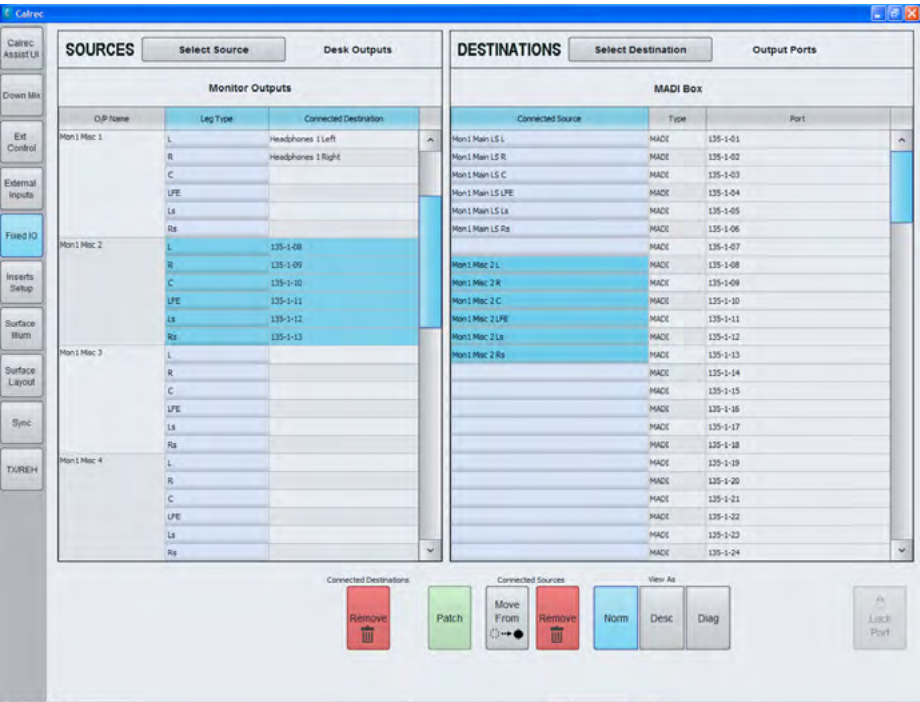 Calrec
Calrec Assist UI
Down Mix
Ext Control
External Inputs
Fixed IO
Inserts Setup
Surface Illum
Surface Layout
Sync
TX/REH
SOURCES Select Source Desk Outputs
Monitor Outputs
O/P Name Leg Type Connected Destination
Mon1 Misc 1 L Headphones 1 Left
R Headphones 1 Right
C
LFE
Ls
Rs
Mon1 Misc 2 L 135-1-08
R 135-1-09
C 135-1-10
LFE 135-1-11
Ls 135-1-12
Rs 135-1-13
Mon1 Misc 3 L
R
C
LFE
Ls
Rs
Mon1 Misc 4 L
R
C
LFE
Ls
Rs
DESTINATIONS Select Destination Output Ports
MADI Box
Connected Source Type Port
Mon1 Main LS L MADI 135-1-01
Mon1 Main LS R MADI 135-1-02
Mon1 Main LS C MADI 135-1-03
Mon1 Main LS LFE MADI 135-1-04
Mon1 Main LS Ls MADI 135-1-05
Mon1 Main LS Rs MADI 135-1-06
MADI 135-1-07
Mon1 Misc 2 L MADI 135-1-08
Mon1 Misc 2 R MADI 135-1-09
Mon1 Misc 2 C MADI 135-1-10
Mon1 Misc 2 LFE MADI 135-1-11
Mon1 Misc 2 Ls MADI 135-1-12
Mon1 Misc 2 Rs MADI 135-1-13
MADI 135-1-14
MADI 135-1-15
MADI 135-1-16
MADI 135-1-17
MADI 135-1-18
MADI 135-1-19
MADI 135-1-20
MADI 135-1-21
MADI 135-1-22
MADI 135-1-23
MADI 135-1-24
Connected Destinations Connected Sources View As
Remove Patch Move From Remove Norm Desc Diag Lock Port